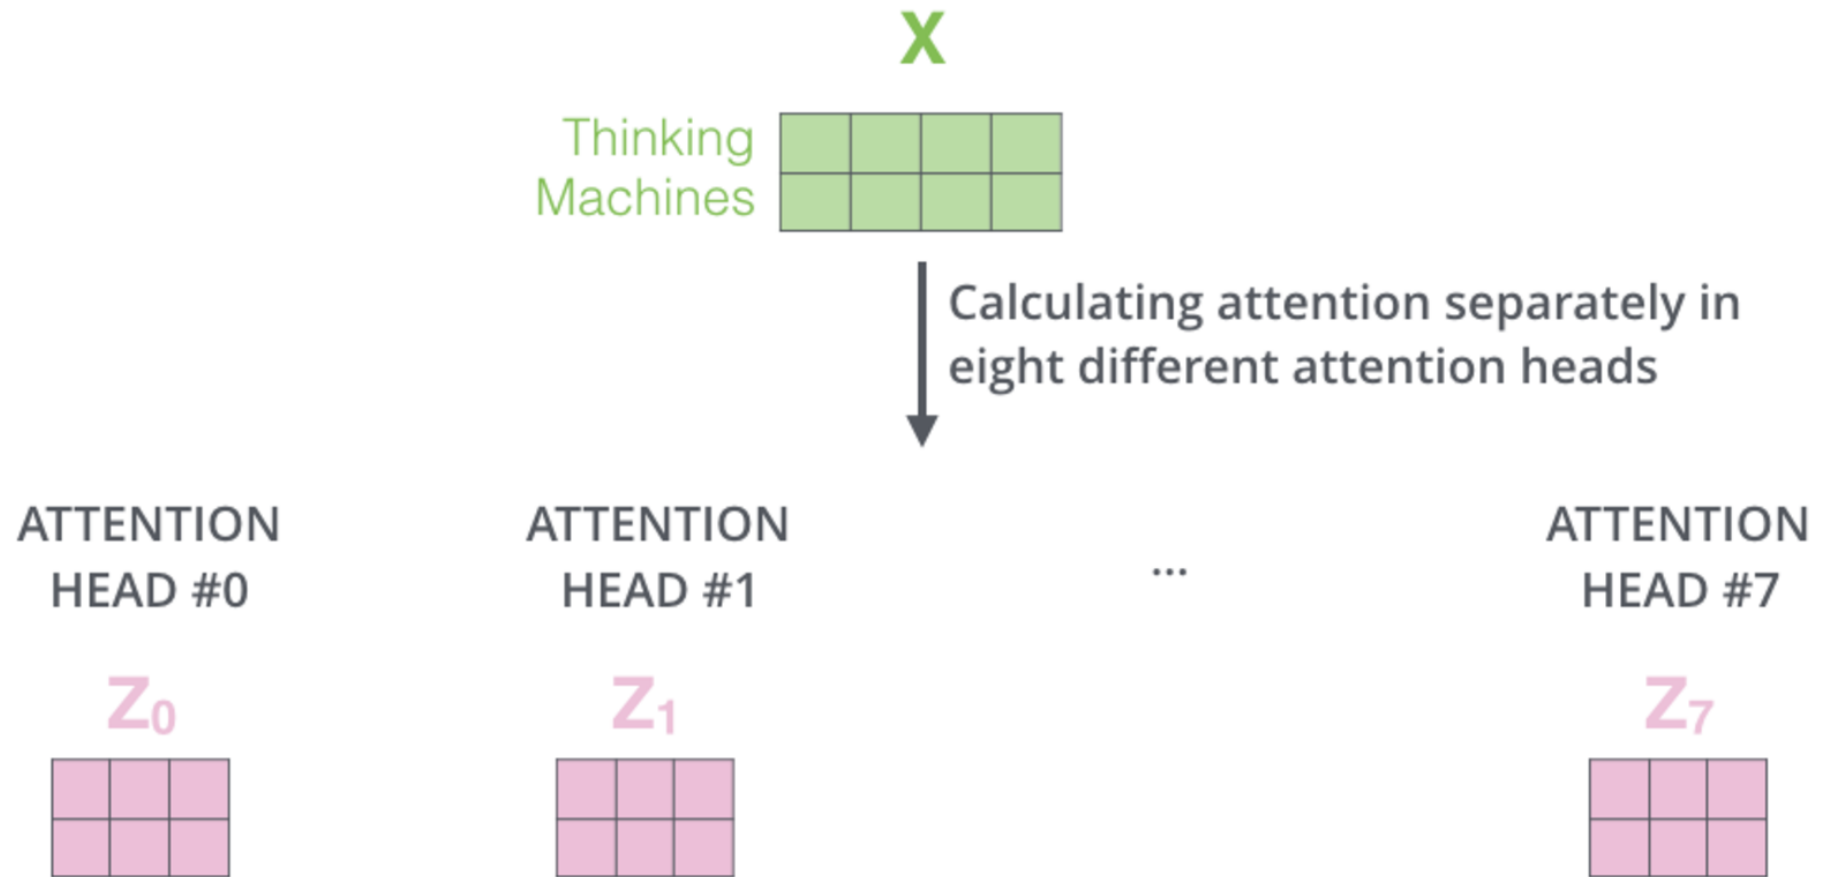 X
Thinking
Machines
Calculating attention separately in
eight different attention heads
ATTENTION
HEAD #0
ATTENTION
HEAD #1
...
ATTENTION
HEAD #7
Z0
Z1
Z7